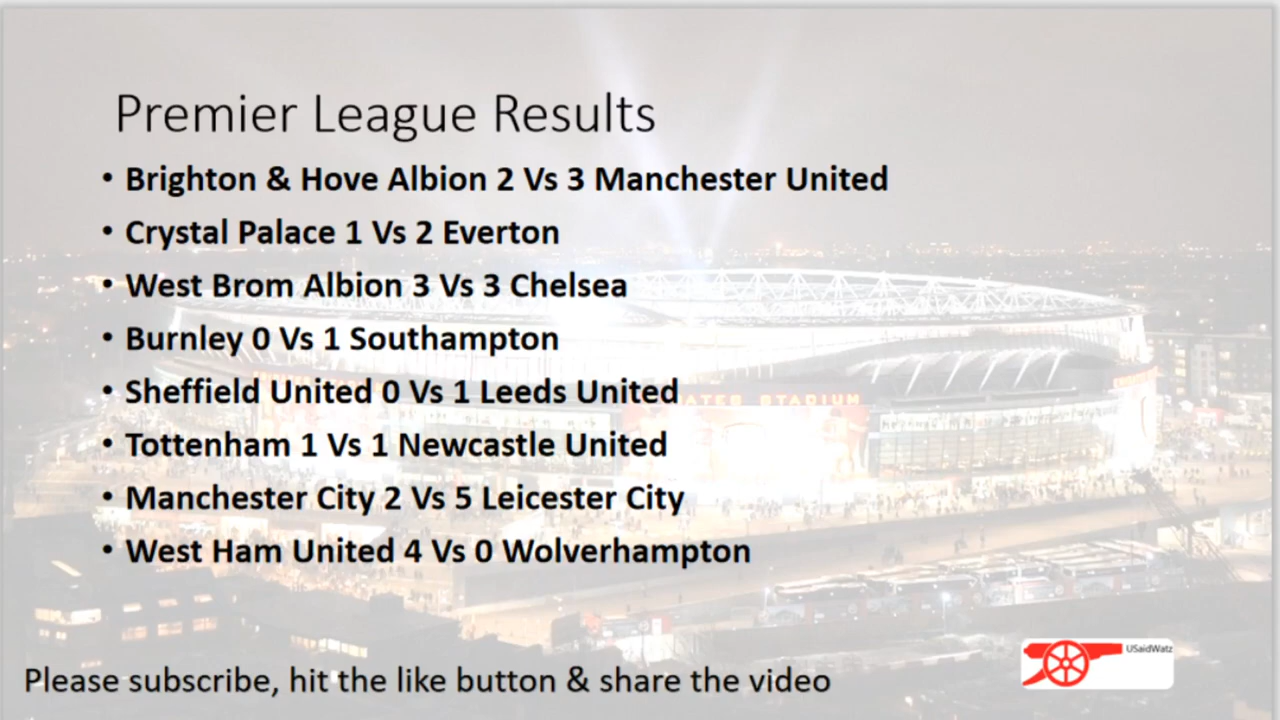 Premier League Results
• Brighton & Hove Albion 2 Vs 3 Manchester United
• Crystal Palace 1 Vs 2 Everton
• West Brom Albion 3 Vs 3 Chelsea
• Burnley 0 Vs 1 Southampton
• Sheffield United 0 Vs 1 Leeds United
ATES STADIUM
• Tottenham 1 Vs 1 Newcastle United
• Manchester City 2 Vs 5 Leicester City
• West Ham United 4 Vs 0 Wolverhampton
USaidWatz
Please subscribe, hit the like button & share the video